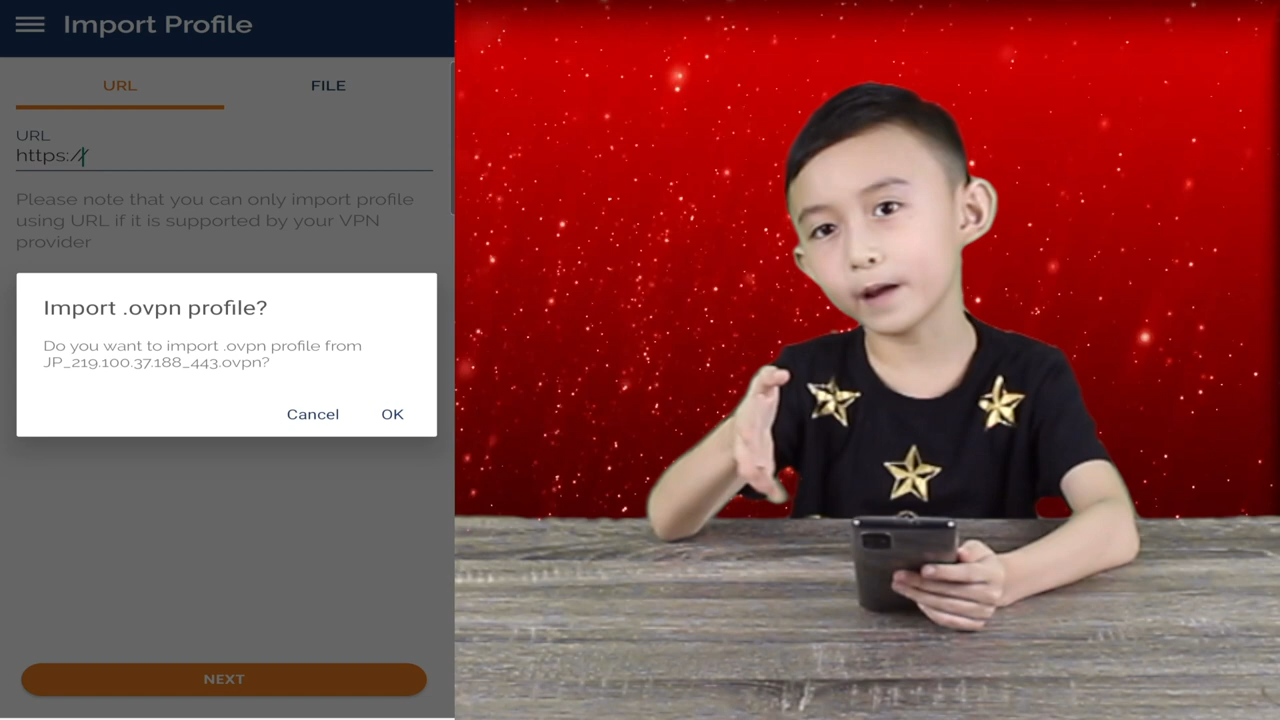 Import Profile
URL
FILE
URL
https://
Please note that you can only import profile
using URL if it is supported by your VPN
provider
Import .ovpn profile?
Do you want to import .ovpn profile from
JP_219.100.37.188_443.ovpn?
Cancel
OK
NEXT